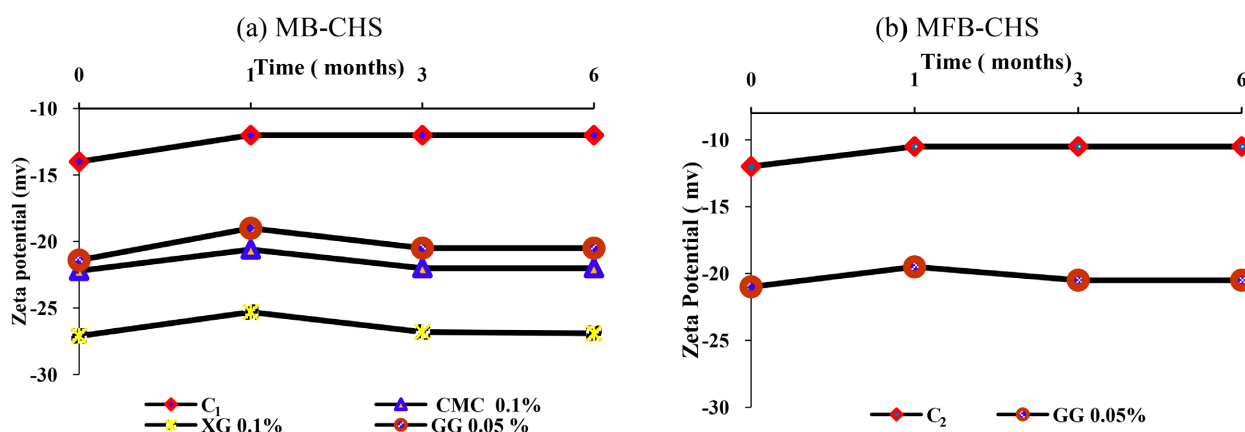 (a) MB-CHS
Time ( months)
0 1 3 6
-10
-15
-20
-25
-30
Zeta potential (mv)
C₁ CMC 0.1%
XG 0.1% GG 0.05 %
(b) MFB-CHS
Time ( months)
0 1 3 6
-10
-15
-20
-25
-30
Zeta Potential ( mv)
C₂ GG 0.05%